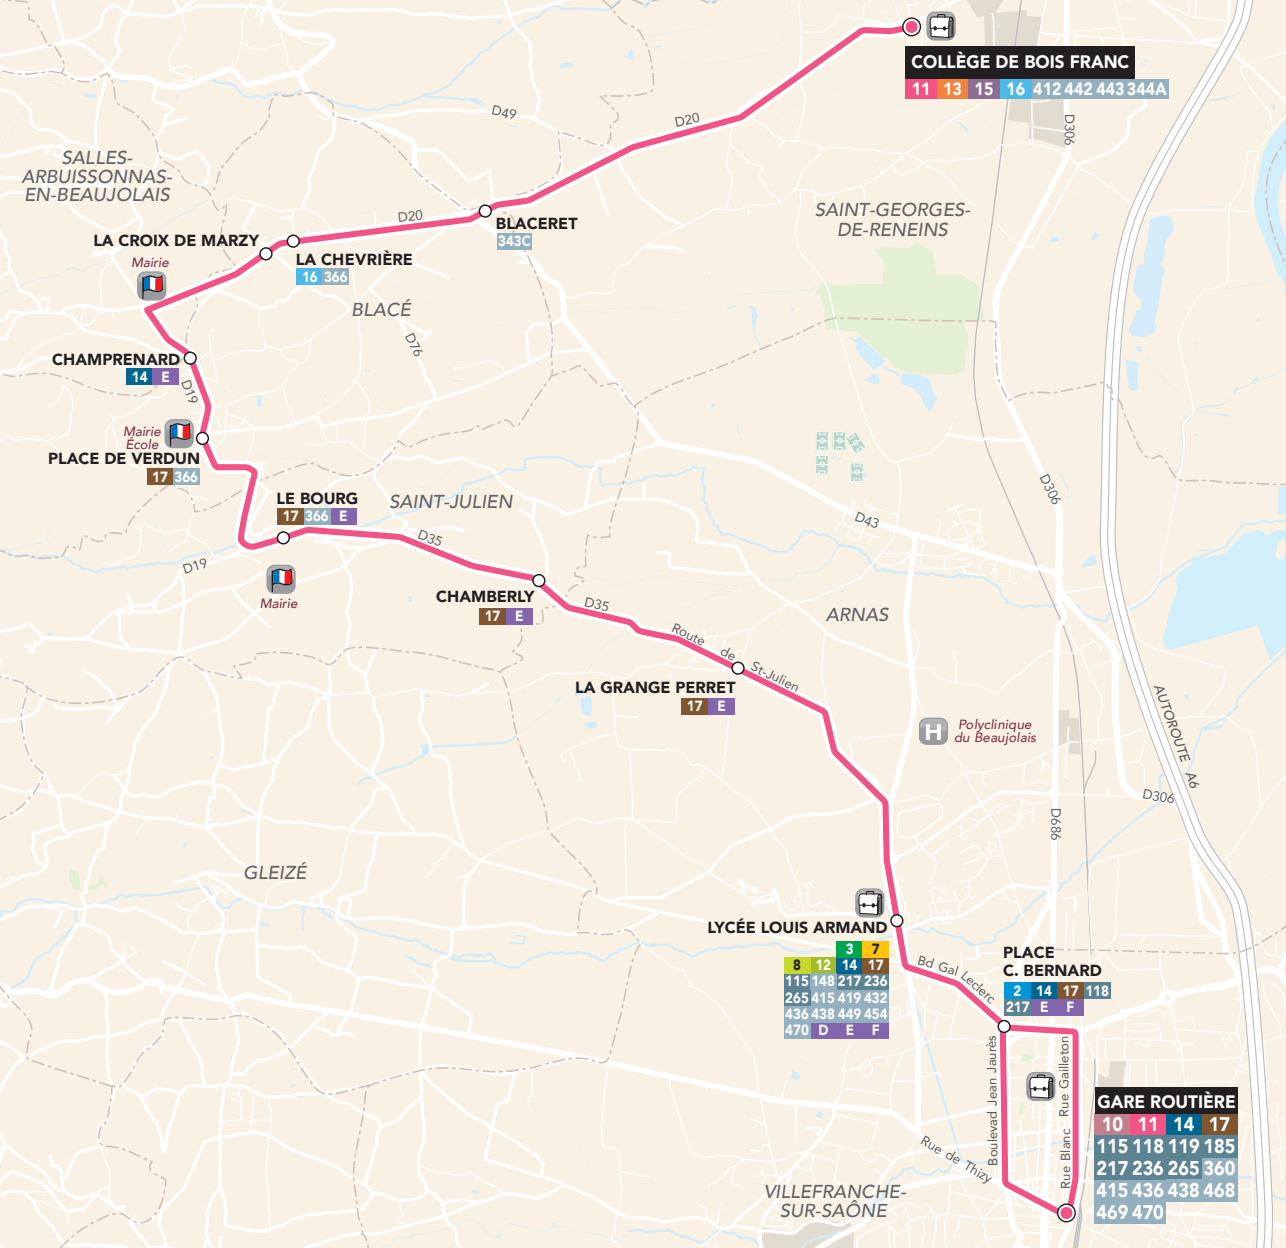 COLLÈGE DE BOIS FRANC
11 13 15 16 412 442 443 344A
D306
D49
D20
SALLES-
ARBUISSONNAS-
EN-BEAUJOLAIS
SAINT-GEORGES-
DE-RENEINS
D20
BLACERET
343C
LA CROIX DE MARZY
LA CHEVRIÈRE
16 366
Mairie
BLACÉ
D76
CHAMPRENARD
14 E
D19
Mairie
École
PLACE DE VERDUN
17 366
LE BOURG
17 366 E
SAINT-JULIEN
D306
D43
D35
D19
Mairie
CHAMBERLY
17 E
D35
ARNAS
Route de St-Julien
LA GRANGE PERRET
17 E
H
Polyclinique
du Beaujolais
AUTOROUTE A6
D306
D686
GLEIZÉ
LYCÉE LOUIS ARMAND
3 7
8 12 14 17
115 148 217 236
265 415 419 432
436 438 449 454
470 D E F
Bd Gal Leclerc
PLACE
C. BERNARD
2 14 17 118
217 E F
Boulevad Jean Jaurès
Rue Gailleton
Rue Blanc
Rue de Thizy
GARE ROUTIÈRE
10 11 14 17
115 118 119 185
217 236 265 360
415 436 438 468
469 470
VILLEFRANCHE-
SUR-SAÔNE